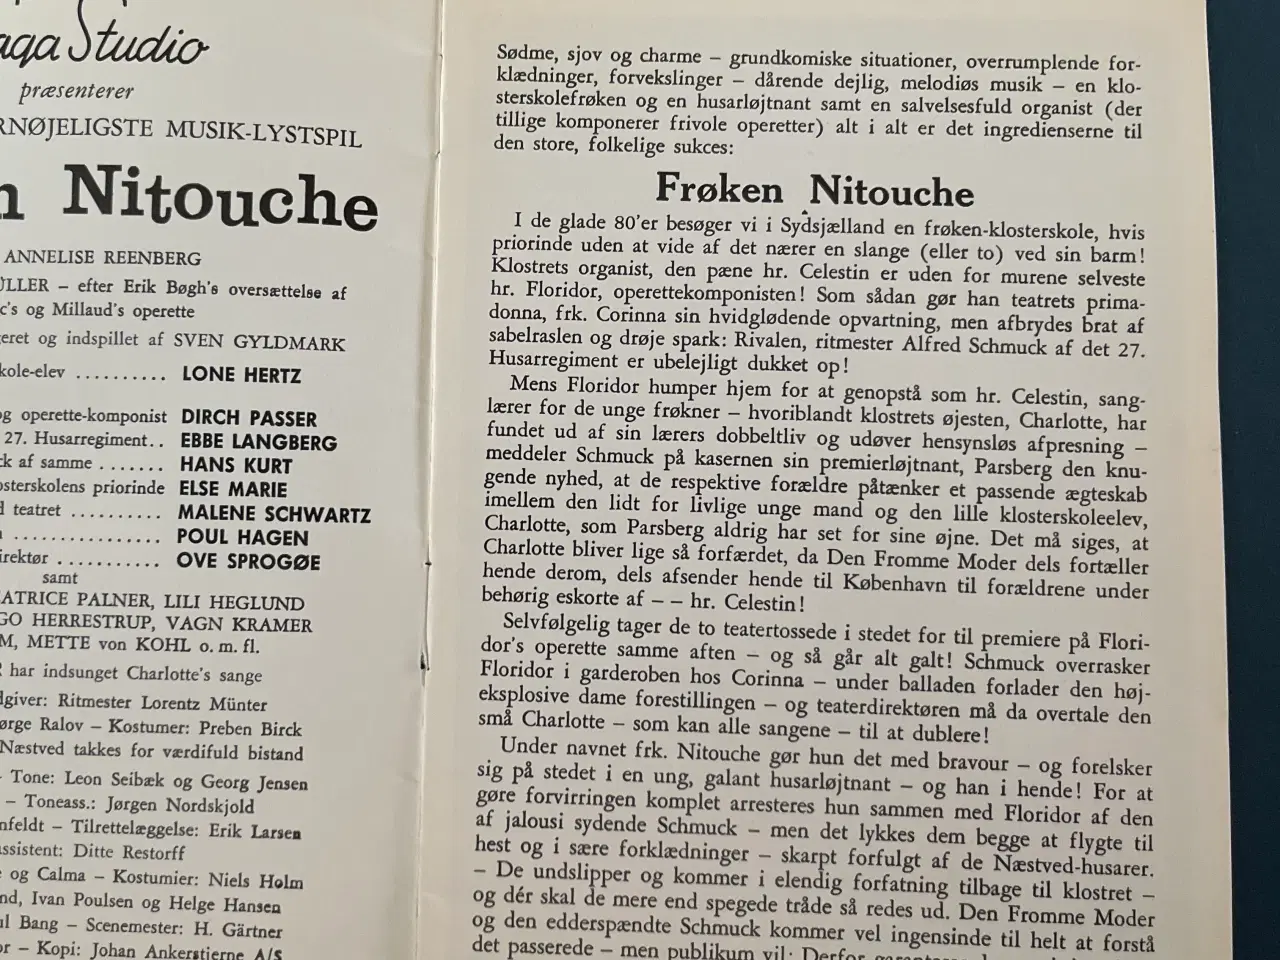 Studio
præsenterer
MUSIK-LYSTSPIL
Nitouche
ANNELISE REENBERG
– efter Erik Bøgh's oversættelse af
og Millaud's operette
og indspillet af SVEN GYLDMARK
.......... LONE HERTZ
operette-komponist DIRCH PASSER
27. Husarregiment.. EBBE LANGBERG
af samme ....... HANS KURT
priorinde ELSE MARIE
teatret .......... MALENE SCHWARTZ
................ POUL HAGEN
........... OVE SPROGØE
samt
PALNER, LILI HEGLUND
HERRESTRUP, VAGN KRAMER
METTE von KOHL o. m. fl.
har indsunget Charlotte's sange
Ritmester Lorentz Münter
Ralov – Kostumer: Preben Birck
Næstved takkes for værdifuld bistand
– Tone: Leon Seibæk og Georg Jensen
– Toneass.: Jørgen Nordskjold
– Tilrettelæggelse: Erik Larsen
Ditte Restorff
og Calma – Kostumier: Niels Holm
Ivan Poulsen og Helge Hansen
Bang – Scenemester: H. Gärtner
– Kopi: Johan Ankerstjerne A/S
Sødme, sjov og charme – grundkomiske situationer, overrumplende for-
klædninger, forvekslinger – dårende dejlig, melodiøs musik – en klo-
sterskolefrøken og en husarløjtnant samt en salvelsesfuld organist (der
tillige komponerer frivole operetter) alt i alt er det ingredienserne til
den store, folkelige sukces:
Frøken Nitouche
I de glade 80'er besøger vi i Sydsjælland en frøken-klosterskole, hvis
priorinde uden at vide af det nærer en slange (eller to) ved sin barm!
Klostrets organist, den pæne hr. Celestin er uden for murene selveste
hr. Floridor, operettekomponisten! Som sådan gør han teatrets prima-
donna, frk. Corinna sin hvidglødende opvartning, men afbrydes brat af
sabelraslen og drøje spark: Rivalen, ritmester Alfred Schmuck af det 27.
Husarregiment er ubelejligt dukket op!
Mens Floridor humper hjem for at genopstå som hr. Celestin, sang-
lærer for de unge frøkner – hvoriblandt klostrets øjesten, Charlotte, har
fundet ud af sin lærers dobbeltliv og udøver hensynsløs afpresning –
meddeler Schmuck på kasernen sin premierløjtnant, Parsberg den knu-
gende nyhed, at de respektive forældre påtænker et passende ægteskab
imellem den lidt for livlige unge mand og den lille klosterskoleelev,
Charlotte, som Parsberg aldrig har set for sine øjne. Det må siges, at
Charlotte bliver lige så forfærdet, da Den Fromme Moder dels fortæller
hende derom, dels afsender hende til København til forældrene under
behørig eskorte af – – hr. Celestin!
Selvfølgelig tager de to teatertossede i stedet for til premiere på Flori-
dor's operette samme aften – og så går alt galt! Schmuck overrasker
Floridor i garderoben hos Corinna – under balladen forlader den høj-
eksplosive dame forestillingen – og teaterdirektøren må da overtale den
små Charlotte – som kan alle sangene – til at dublere!
Under navnet frk. Nitouche gør hun det med bravour – og forelsker
sig på stedet i en ung, galant husarløjtnant – og han i hende! For at
gøre forvirringen komplet arresteres hun sammen med Floridor af den
af jalousi sydende Schmuck – men det lykkes dem begge at flygte til
hest og i sære forklædninger – skarpt forfulgt af de Næstved-husarer.
– De undslipper og kommer i elendig forfatning tilbage til klostret –
og dér skal de mere end spegede tråde så redes ud. Den Fromme Moder
og den edderspændte Schmuck kommer vel ingensinde til helt at forstå
det passerede – men publikum vil: